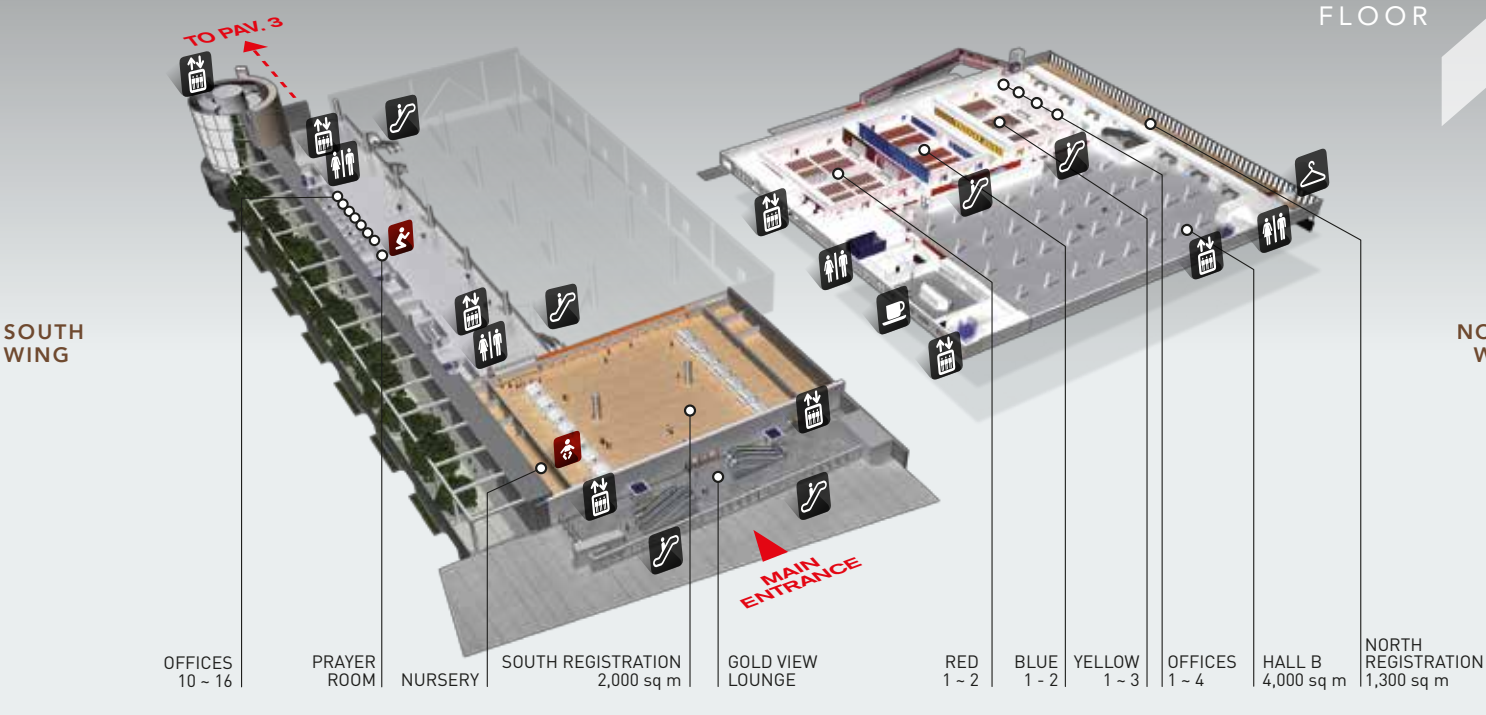 FLOOR
TO PAV. 3
SOUTH
WING
MAIN
ENTRANCE
OFFICES
10 ~ 16
PRAYER
ROOM
NURSERY
SOUTH REGISTRATION
2,000 sq m
GOLD VIEW
LOUNGE
RED
1 ~ 2
BLUE
1 - 2
YELLOW
1 ~ 3
OFFICES
1 ~ 4
HALL B
4,000 sq m
NORTH
REGISTRATION
1,300 sq m